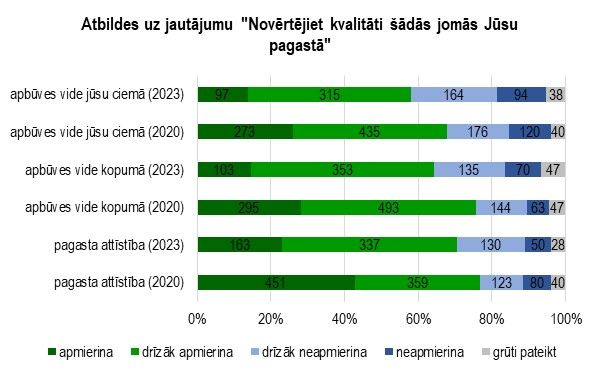 Atbildes uz jautājumu "Novērtējiet kvalitāti šādās jomās Jūsu
pagastā"
apbūves vide jūsu ciemā (2023) 97 315 164 94 38
apbūves vide jūsu ciemā (2020) 273 435 176 120 40
apbūves vide kopumā (2023) 103 353 135 70 47
apbūves vide kopumā (2020) 295 493 144 63 47
pagasta attīstība (2023) 163 337 130 50 28
pagasta attīstība (2020) 451 359 123 80 40
0% 20% 40% 60% 80% 100%
apmierina drīzāk apmierina drīzāk neapmierina neapmierina grūti pateikt